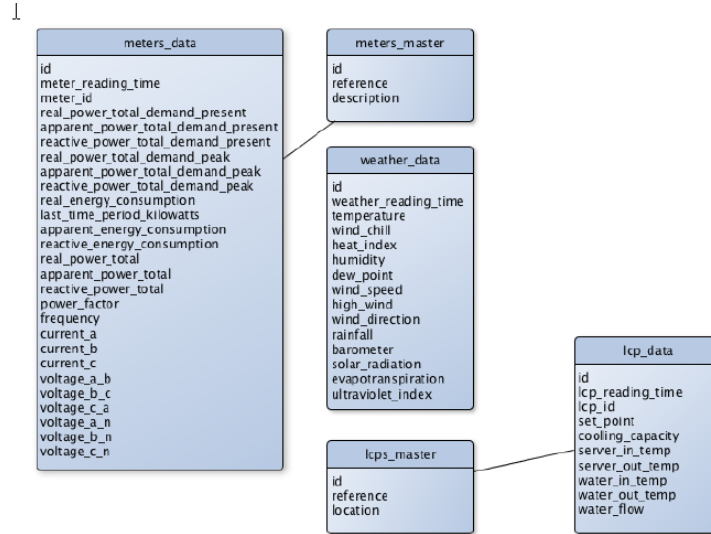 meters_data
id
meter_reading_time
meter_id
real_power_total_demand_present
apparent_power_total_demand_present
reactive_power_total_demand_present
real_power_total_demand_peak
apparent_power_total_demand_peak
reactive_power_total_demand_peak
real_energy_consumption
last_time_period_kilowatts
apparent_energy_consumption
reactive_energy_consumption
real_power_total
apparent_power_total
reactive_power_total
power_factor
frequency
current_a
current_b
current_c
voltage_a_b
voltage_b_c
voltage_c_a
voltage_a_n
voltage_b_n
voltage_c_n
meters_master
id
reference
description
weather_data
id
weather_reading_time
temperature
wind_chill
heat_index
humidity
dew_point
wind_speed
high_wind
wind_direction
rainfall
barometer
solar_radiation
evapotranspiration
ultraviolet_index
lcps_master
id
reference
location
lcp_data
id
lcp_reading_time
lcp_id
set_point
cooling_capacity
server_in_temp
server_out_temp
water_in_temp
water_out_temp
water_flow